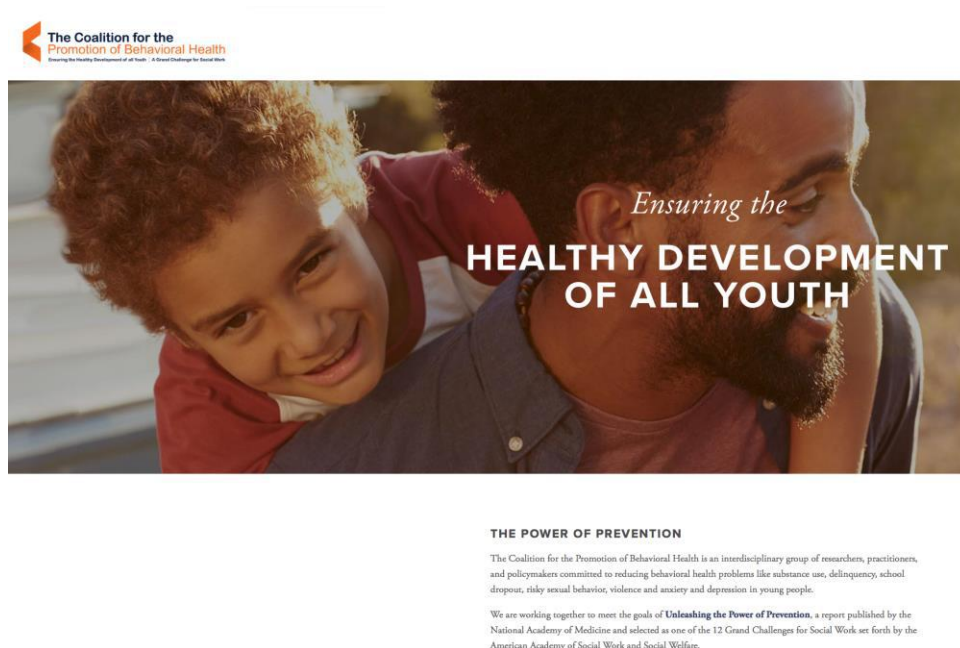 The Coalition for the
Promotion of Behavioral Health
Ensuring the Healthy Development of all Youth | A Grand Challenge for Social Work
Ensuring the
HEALTHY DEVELOPMENT
OF ALL YOUTH
THE POWER OF PREVENTION
The Coalition for the Promotion of Behavioral Health is an interdisciplinary group of researchers, practitioners,
and policymakers committed to reducing behavioral health problems like substance use, delinquency, school
dropout, risky sexual behavior, violence and anxiety and depression in young people.
We are working together to meet the goals of Unleashing the Power of Prevention, a report published by the
National Academy of Medicine and selected as one of the 12 Grand Challenges for Social Work set forth by the
American Academy of Social Work and Social Welfare.